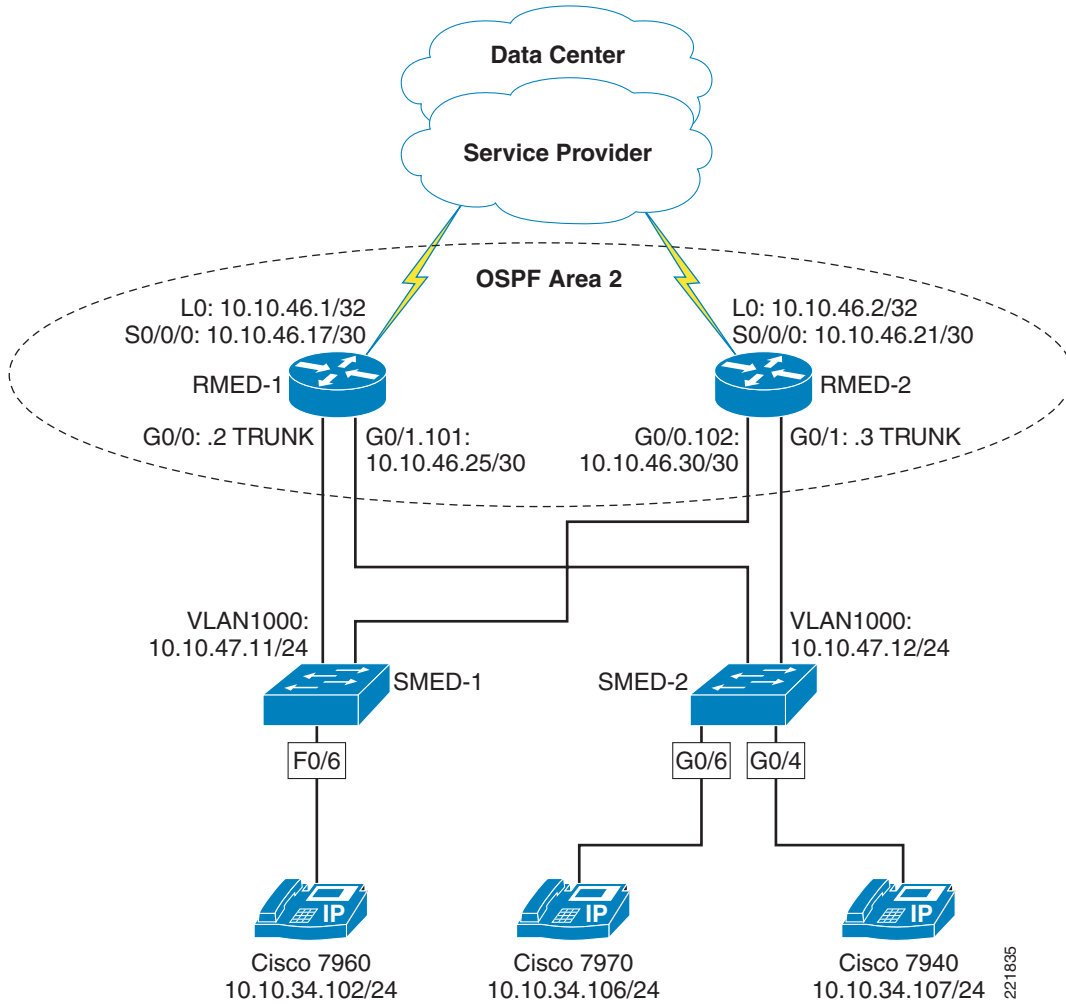 Data Center
Service Provider
OSPF Area 2
L0: 10.10.46.1/32
S0/0/0: 10.10.46.17/30
L0: 10.10.46.2/32
S0/0/0: 10.10.46.21/30
RMED-1
RMED-2
G0/0: .2 TRUNK
G0/1.101:
10.10.46.25/30
G0/0.102:
10.10.46.30/30
G0/1: .3 TRUNK
VLAN1000:
10.10.47.11/24
VLAN1000:
10.10.47.12/24
SMED-1
SMED-2
F0/6
G0/6
G0/4
IP
IP
IP
Cisco 7960
10.10.34.102/24
Cisco 7970
10.10.34.106/24
Cisco 7940
10.10.34.107/24
221835